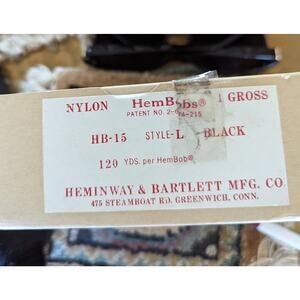 NYLON HemBobs® 1 GROSS
PATENT NO.
HB-15 STYLE-L BLACK
120 YDS. per HemBob®
HEMINWAY & BARTLETT MFG. CO
475 STEAMBOAT RD. GREENWICH, CONN.